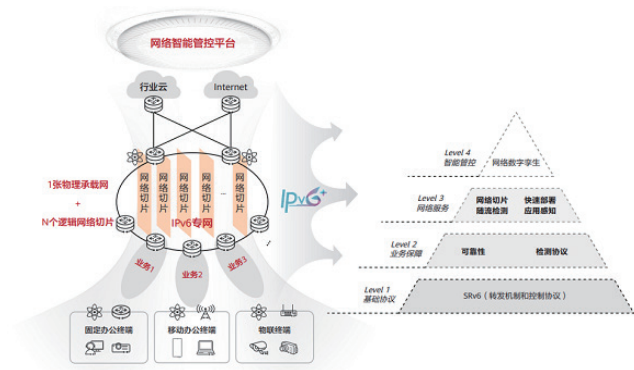 网络智能管控平台
行业云
Internet
1张物理承载网
+
N个逻辑网络切片
网络切片
网络切片
网络切片
网络切片
...
网络切片
IPv6专网
IPv6+
业务1
业务2
业务3
固定办公终端
移动办公终端
物联终端
Level 4
智能管控
网络数字孪生
Level 3
网络服务
网络切片 快速部署
随流检测 应用感知
Level 2
业务保障
可靠性 检测协议
Level 1
基础协议
SRv6（转发机制和控制协议）